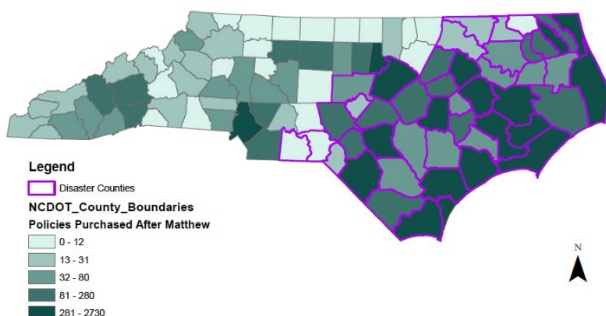 Legend
Disaster Counties
NCDOT_County_Boundaries
Policies Purchased After Matthew
0 - 12
13 - 31
32 - 80
81 - 280
281 - 2730
N